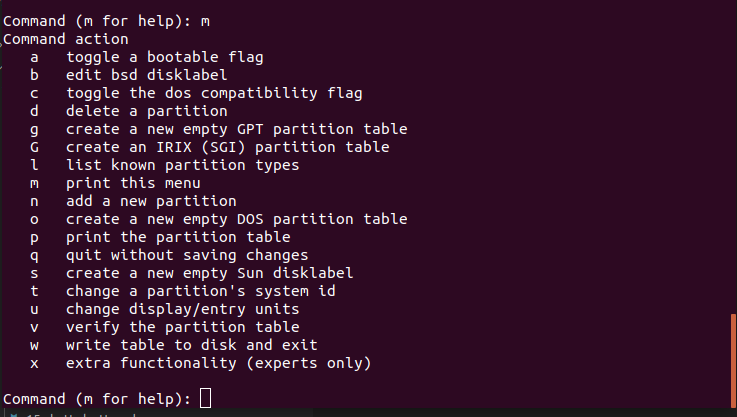 Command (m for help): m
Command action
a   toggle a bootable flag
b   edit bsd disklabel
c   toggle the dos compatibility flag
d   delete a partition
g   create a new empty GPT partition table
G   create an IRIX (SGI) partition table
l   list known partition types
m   print this menu
n   add a new partition
o   create a new empty DOS partition table
p   print the partition table
q   quit without saving changes
s   create a new empty Sun disklabel
t   change a partition's system id
u   change display/entry units
v   verify the partition table
w   write table to disk and exit
x   extra functionality (experts only)
Command (m for help):